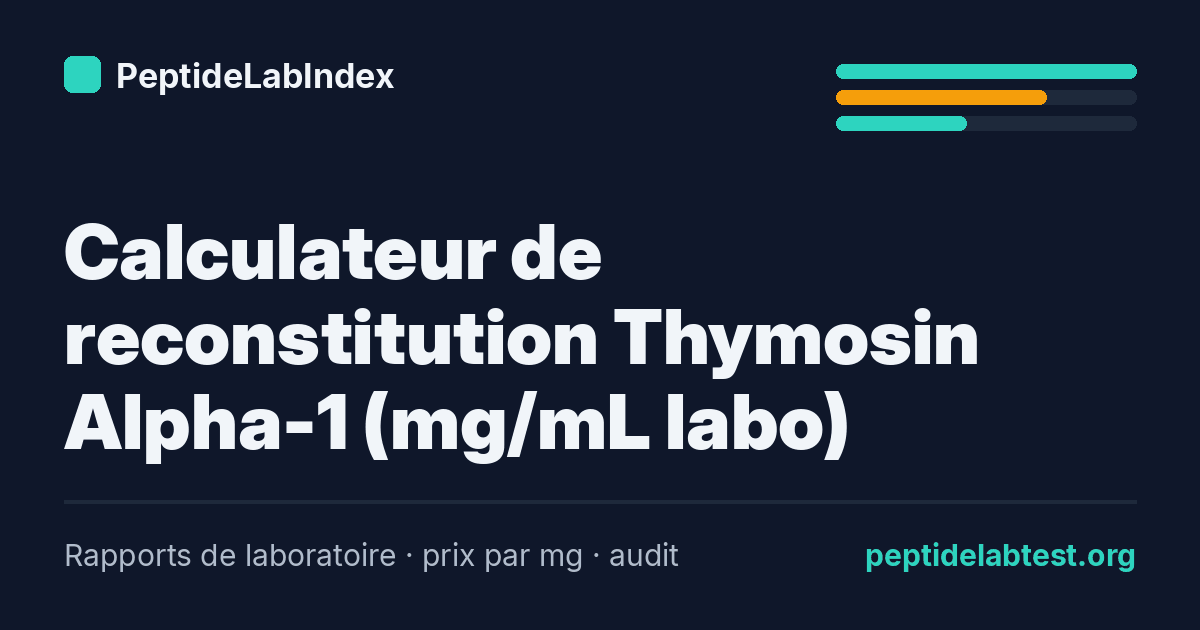 PeptideLabIndex
Calculateur de
reconstitution Thymosin
Alpha-1 (mg/mL labo)
Rapports de laboratoire · prix par mg · audit
peptidelabtest.org